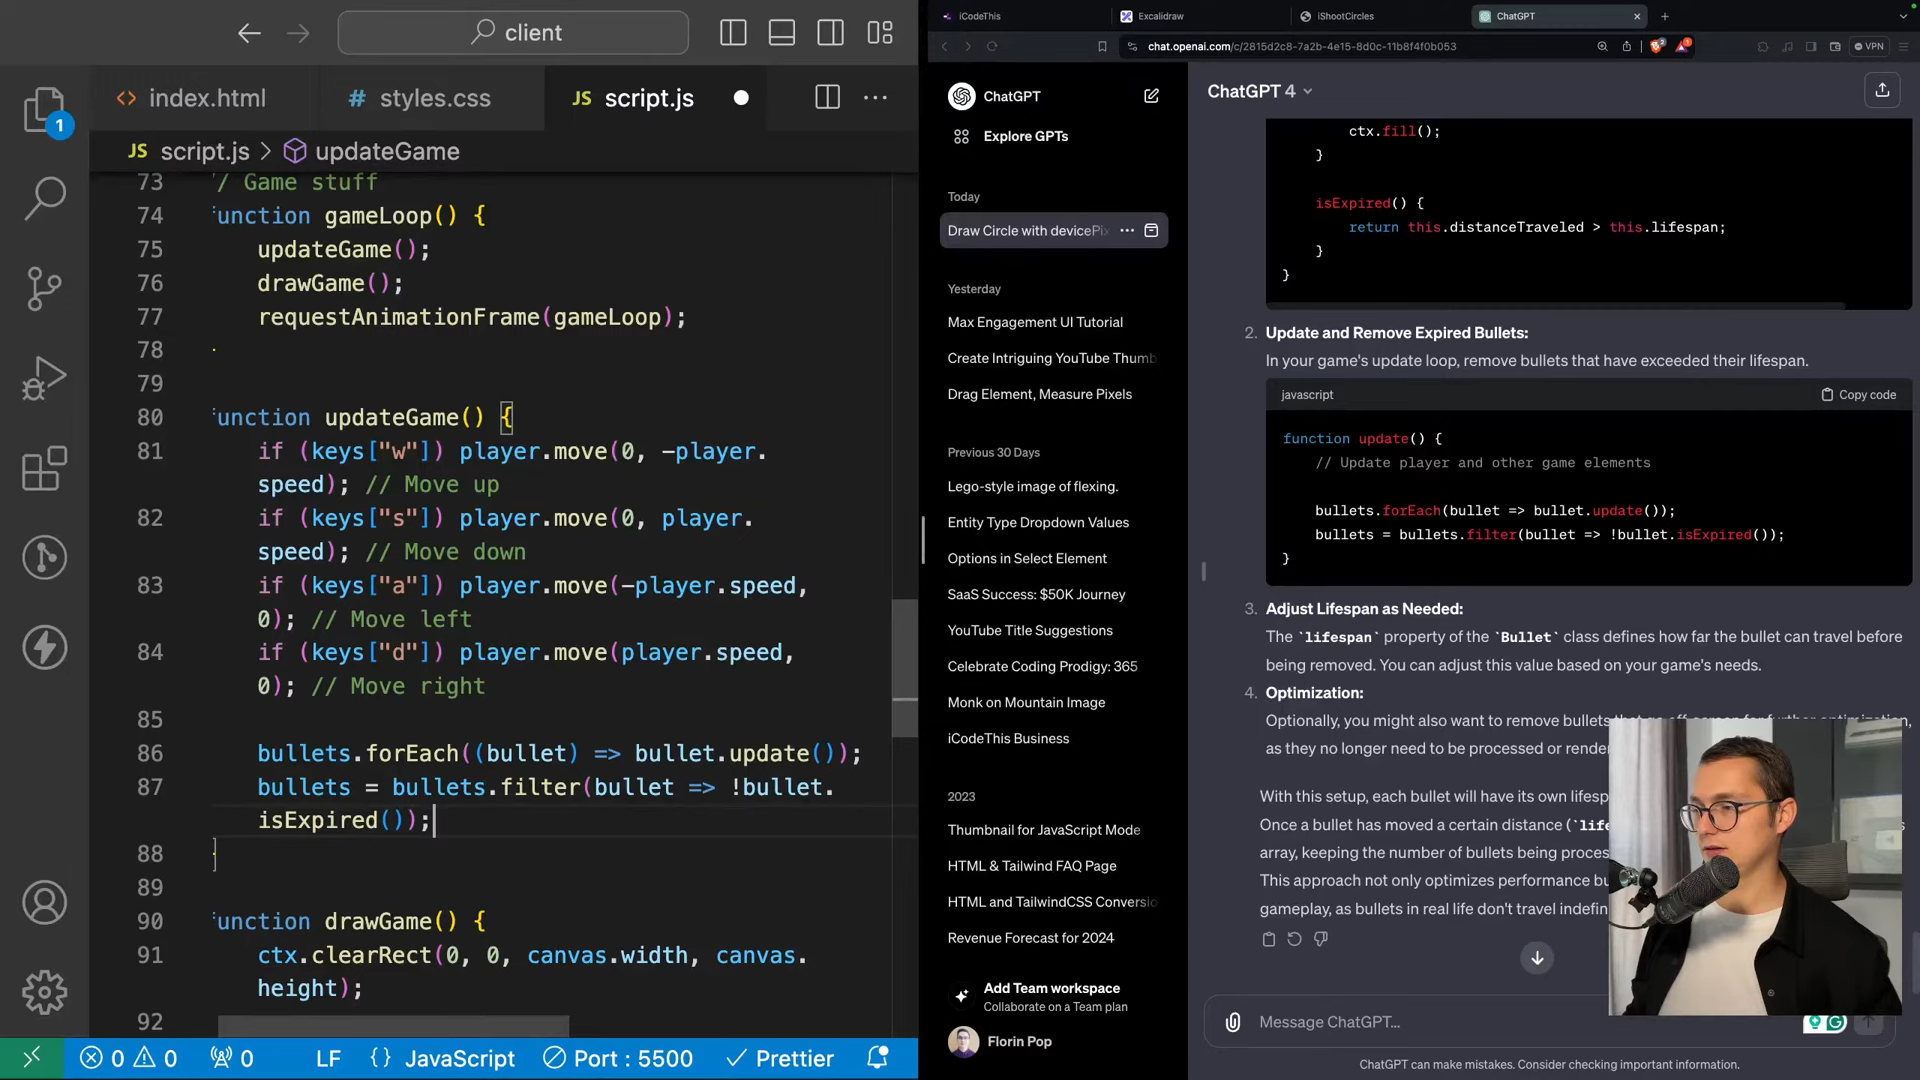 client
index.html
# styles.css
JS script.js
JS script.js > updateGame
1
73 / Game stuff
74 unction gameLoop() {
75 updateGame();
76 drawGame();
77 requestAnimationFrame(gameLoop);
78
79
80 unction updateGame() {
81 if (keys["w"]) player.move(0, -player.
speed); // Move up
82 if (keys["s"]) player.move(0, player.
speed); // Move down
83 if (keys["a"]) player.move(-player.speed,
0); // Move left
84 if (keys["d"]) player.move(player.speed,
0); // Move right
85
86 bullets.forEach((bullet) => bullet.update());
87 bullets = bullets.filter(bullet => !bullet.
isExpired());
88 }
89
90 unction drawGame() {
91 ctx.clearRect(0, 0, canvas.width, canvas.
height);
92
0 0 0 LF {} JavaScript Port : 5500 Prettier
iCodeThis
Excalidraw
iShootCircles
ChatGPT
chat.openai.com/c/2815d2c8-7a2b-4e15-8d0c-11b8f4f0b053
2
1
VPN
ChatGPT
Explore GPTs
Today
Draw Circle with devicePix
Yesterday
Max Engagement UI Tutorial
Create Intriguing YouTube Thumb
Drag Element, Measure Pixels
Previous 30 Days
Lego-style image of flexing.
Entity Type Dropdown Values
Options in Select Element
SaaS Success: $50K Journey
YouTube Title Suggestions
Celebrate Coding Prodigy: 365
Monk on Mountain Image
iCodeThis Business
2023
Thumbnail for JavaScript Mode
HTML & Tailwind FAQ Page
HTML and TailwindCSS Conversio
Revenue Forecast for 2024
Add Team workspace
Collaborate on a Team plan
Florin Pop
ChatGPT 4
ctx.fill();
}
isExpired() {
return this.distanceTraveled > this.lifespan;
}
}
2. Update and Remove Expired Bullets:
In your game's update loop, remove bullets that have exceeded their lifespan.
javascript
Copy code
function update() {
// Update player and other game elements
bullets.forEach(bullet => bullet.update());
bullets = bullets.filter(bullet => !bullet.isExpired());
}
3. Adjust Lifespan as Needed:
The `lifespan` property of the `Bullet` class defines how far the bullet can travel before
being removed. You can adjust this value based on your game's needs.
4. Optimization:
Optionally, you might also want to remove bullets that go off-screen for further optimization,
as they no longer need to be processed or render
With this setup, each bullet will have its own lifesp
Once a bullet has moved a certain distance (`life
array, keeping the number of bullets being proces
This approach not only optimizes performance bu
gameplay, as bullets in real life don't travel indefin
Message ChatGPT...
ChatGPT can make mistakes. Consider checking important information.